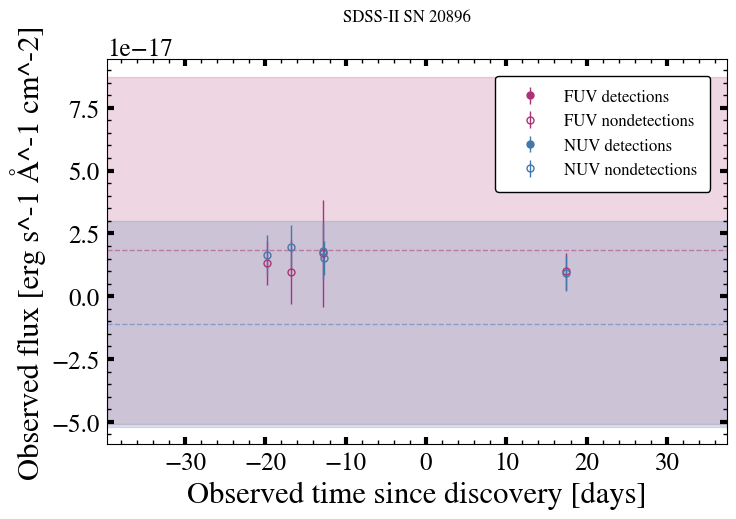 SDSS-II SN 20896
1e−17
Observed flux [erg s^-1 Å^-1 cm^-2]
7.5
5.0
2.5
0.0
−2.5
−5.0
FUV detections
FUV nondetections
NUV detections
NUV nondetections
−30 −20 −10 0 10 20 30
Observed time since discovery [days]